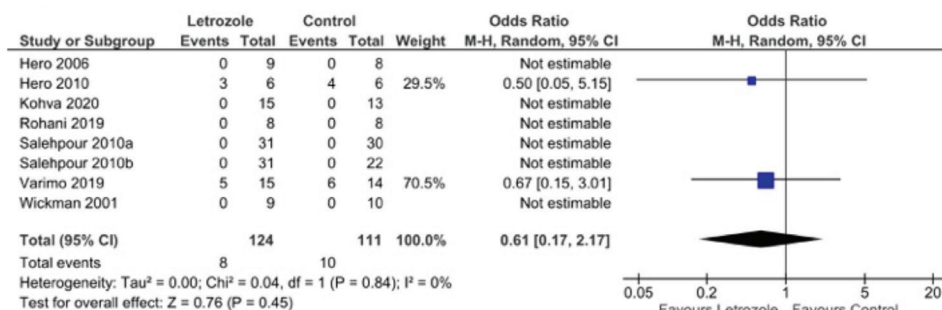 Letrozole Control Odds Ratio Odds Ratio
Study or Subgroup Events Total Events Total Weight M-H, Random, 95% CI M-H, Random, 95% CI
Hero 2006 0 9 0 8 Not estimable
Hero 2010 3 6 4 6 29.5% 0.50 [0.05, 5.15]
Kohva 2020 0 15 0 13 Not estimable
Rohani 2019 0 8 0 8 Not estimable
Salehpour 2010a 0 31 0 30 Not estimable
Salehpour 2010b 0 31 0 22 Not estimable
Varimo 2019 5 15 6 14 70.5% 0.67 [0.15, 3.01]
Wickman 2001 0 9 0 10 Not estimable
Total (95% CI) 124 111 100.0% 0.61 [0.17, 2.17]
Total events 8 10
Heterogeneity: Tau² = 0.00; Chi² = 0.04, df = 1 (P = 0.84); I² = 0%
Test for overall effect: Z = 0.76 (P = 0.45)
0.05 0.2 1 5 20
Favours Letrozole Favours Control